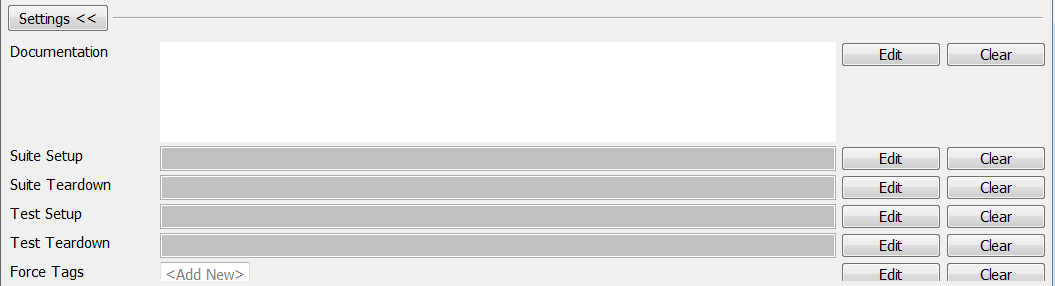 Settings <<
Documentation Edit Clear
Suite Setup Edit Clear
Suite Teardown Edit Clear
Test Setup Edit Clear
Test Teardown Edit Clear
Force Tags <Add New> Edit Clear